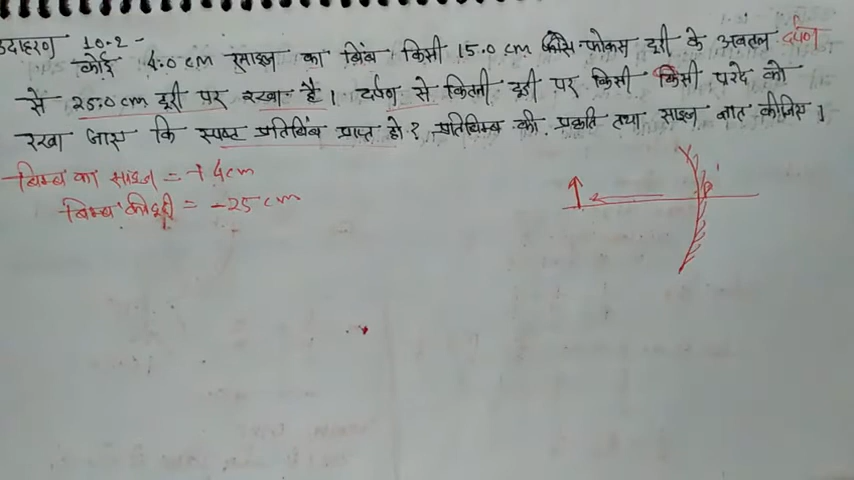 उदाहरण 10.2 -
कोई 4.0 cm साइज का बिंब किसी 15.0 cm फोकस दूरी के अवतल दर्पण
से 25.0 cm दूरी पर रखा है। दर्पण से कितनी दूरी पर किसी किसी परदे को
रखा जाए कि स्पष्ट प्रतिबिंब प्राप्त हो? प्रतिबिम्ब की प्रकृति तथा साइज ज्ञात कीजिए।
बिम्ब का साइज = +4cm
बिम्ब की दूरी = -25 cm
P